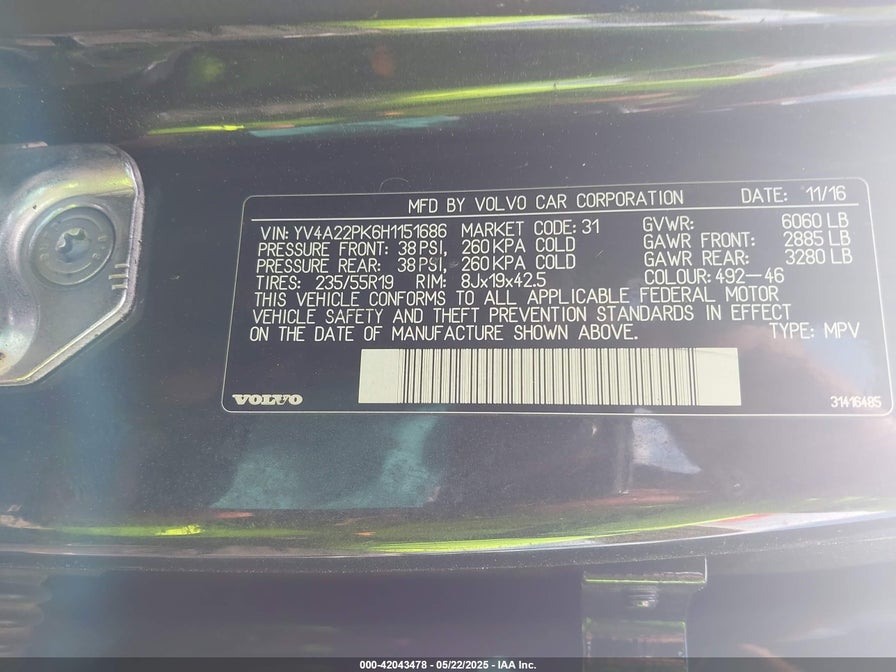 MFD BY VOLVO CAR CORPORATION DATE: 11/16
VIN: YV4A22PK6H1151686 MARKET CODE: 31 GVWR: 6060 LB
PRESSURE FRONT: 38 PSI, 260 KPA COLD GAWR FRONT: 2885 LB
PRESSURE REAR: 38 PSI, 260 KPA COLD GAWR REAR: 3280 LB
TIRES: 235/55R19 RIM: 8Jx19x42.5 COLOUR: 492-46
THIS VEHICLE CONFORMS TO ALL APPLICABLE FEDERAL MOTOR
VEHICLE SAFETY AND THEFT PREVENTION STANDARDS IN EFFECT
ON THE DATE OF MANUFACTURE SHOWN ABOVE. TYPE: MPV
VOLVO 31416485
000-42043478 - 05/22/2025 - IAA Inc.